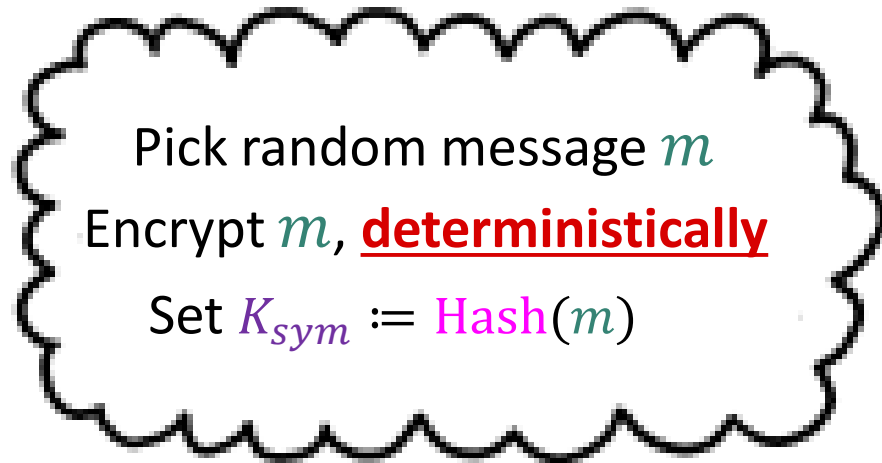 Pick random message m
Encrypt m, deterministically
Set K_sym := Hash(m)